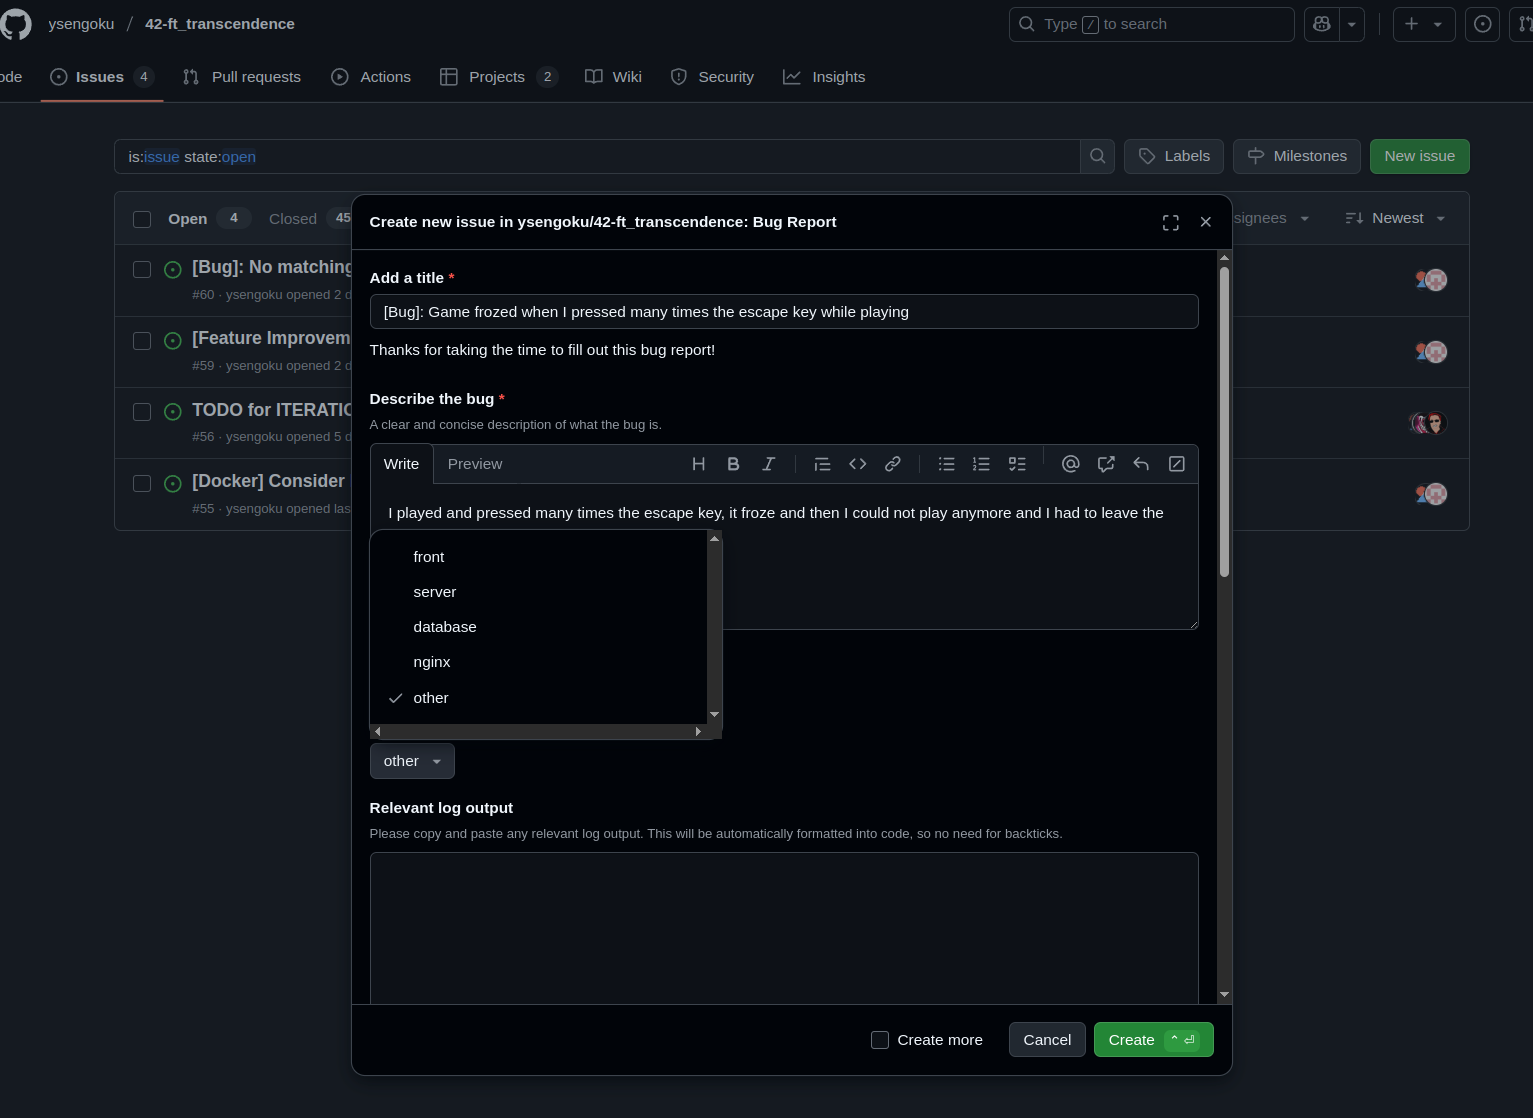 ysengoku / 42-ft_transcendence
Type / to search
ode
Issues 4
Pull requests
Actions
Projects 2
Wiki
Security
Insights
is:issue state:open
Labels
Milestones
New issue
Open 4 Closed 45
signees
Newest
[Bug]: No matching
#60 · ysengoku opened 2 d
[Feature Improvem
#59 · ysengoku opened 2 d
TODO for ITERATIO
#56 · ysengoku opened 5 d
[Docker] Consider
#55 · ysengoku opened las
Create new issue in ysengoku/42-ft_transcendence: Bug Report
Add a title *
[Bug]: Game frozed when I pressed many times the escape key while playing
Thanks for taking the time to fill out this bug report!
Describe the bug *
A clear and concise description of what the bug is.
Write Preview
I played and pressed many times the escape key, it froze and then I could not play anymore and I had to leave the
front
server
database
nginx
other
other
Relevant log output
Please copy and paste any relevant log output. This will be automatically formatted into code, so no need for backticks.
Create more
Cancel
Create ⌃ ⏎